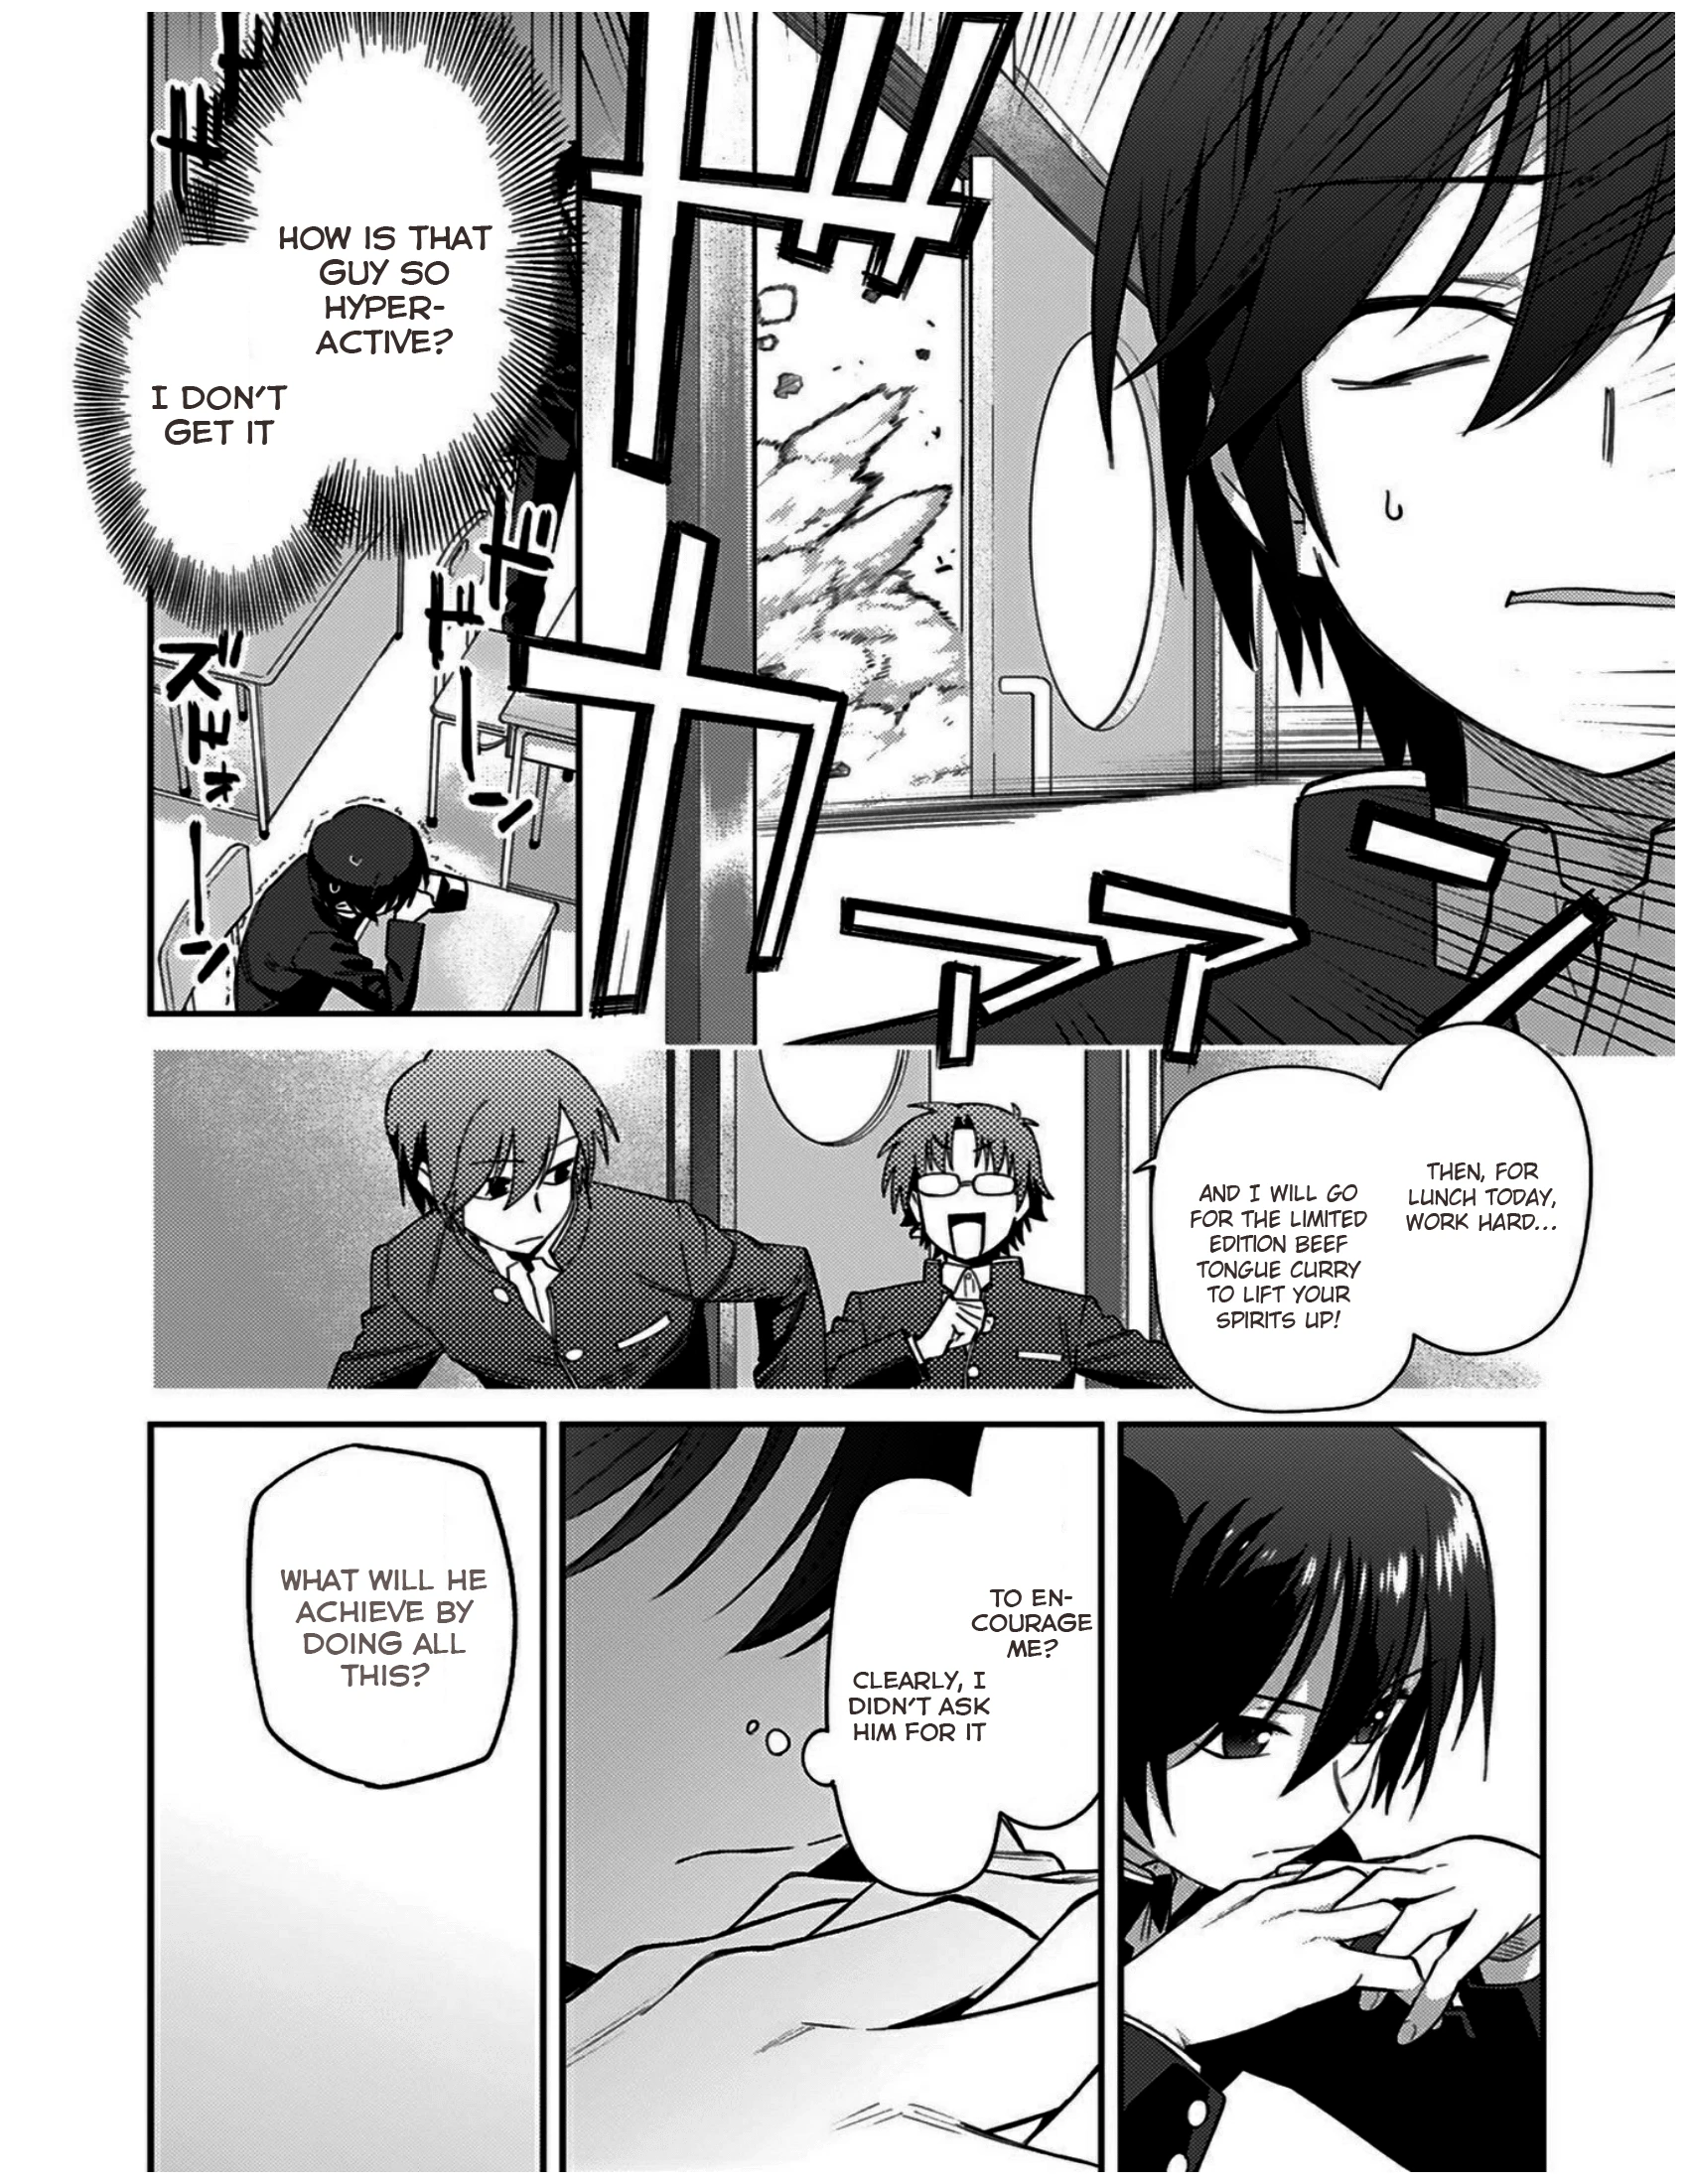 HOW IS THAT
GUY SO
HYPER-
ACTIVE?
I DON'T
GET IT
THEN, FOR
LUNCH TODAY,
WORK HARD...
AND I WILL GO
FOR THE LIMITED
EDITION BEEF
TONGUE CURRY
TO LIFT YOUR
SPIRITS UP!
TO EN-
COURAGE
ME?
CLEARLY, I
DIDN'T ASK
HIM FOR IT
WHAT WILL HE
ACHIEVE BY
DOING ALL
THIS?